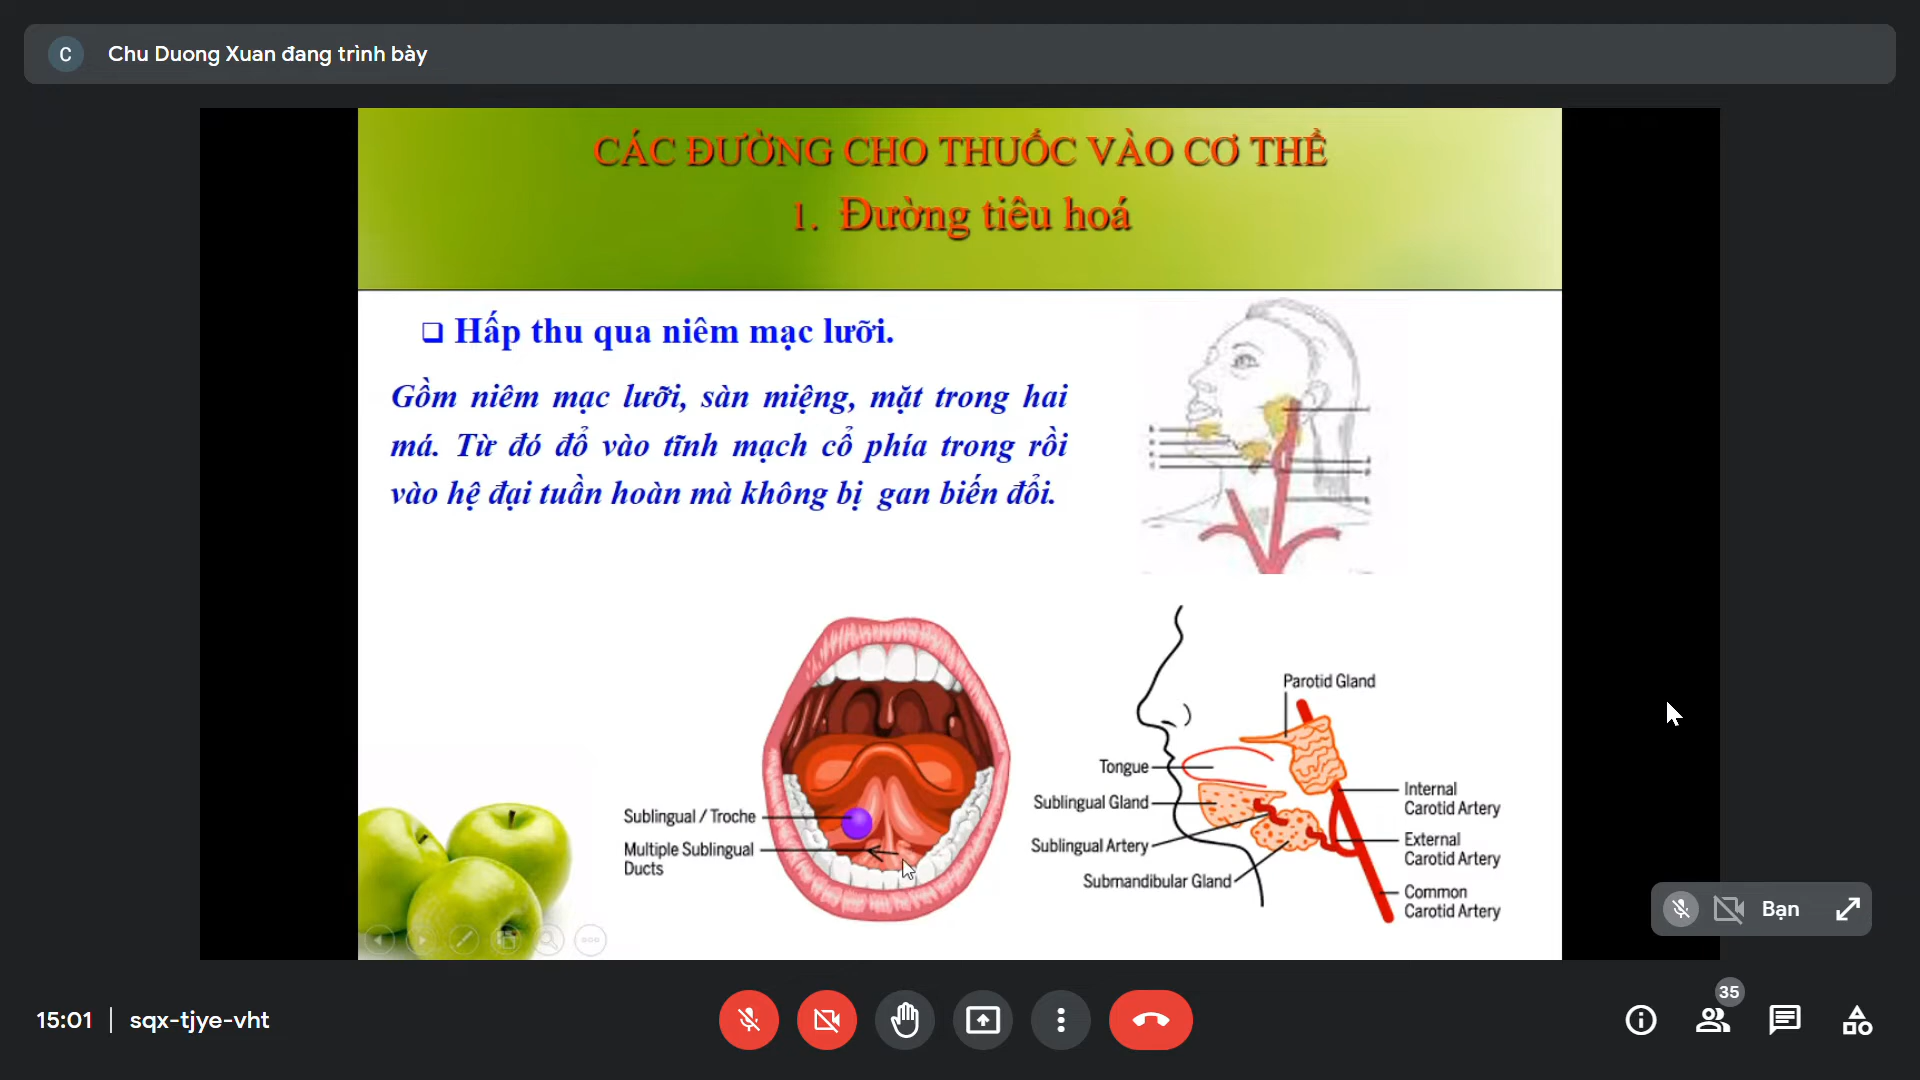 C Chu Duong Xuan đang trình bày
CÁC ĐƯỜNG CHO THUỐC VÀO CƠ THỂ
1. Đường tiêu hoá
❑ Hấp thu qua niêm mạc lưỡi.
Gồm niêm mạc lưỡi, sàn miệng, mặt trong hai
má. Từ đó đổ vào tĩnh mạch cổ phía trong rồi
vào hệ đại tuần hoàn mà không bị gan biến đổi.
Sublingual / Troche
Multiple Sublingual
Ducts
Parotid Gland
Tongue
Sublingual Gland
Sublingual Artery
Submandibular Gland
Internal
Carotid Artery
External
Carotid Artery
Common
Carotid Artery
Bạn
15:01 | sqx-tjye-vht
35